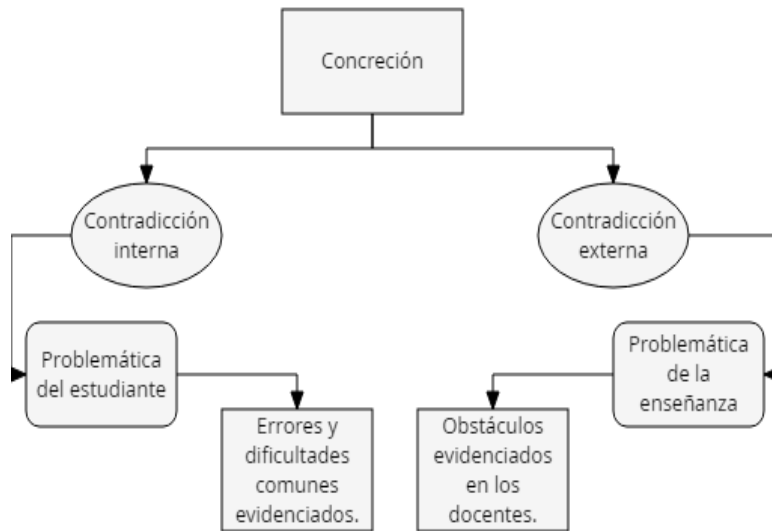 Concreción
Contradicción
interna
Contradicción
externa
Problemática
del estudiante
Problemática
de la
enseñanza
Errores y
dificultades
comunes
evidenciados.
Obstáculos
evidenciados
en los
docentes.